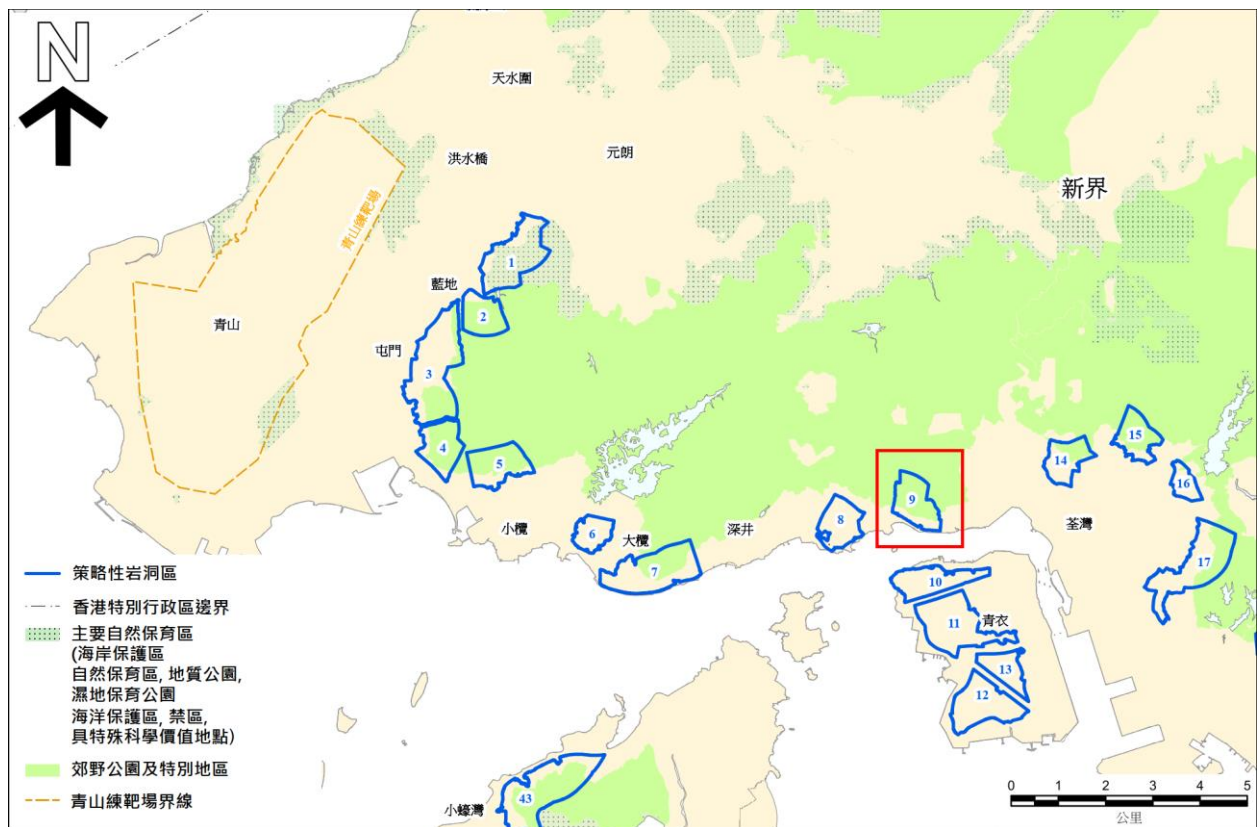 N
天水圍
洪水橋
元朗
新界
青山練靶場
1
藍地
2
青山
屯門
3
4
5
15
14
16
9
小欖
6
大欖
深井
8
荃灣
7
17
10
11
青衣
13
12
小蠔灣
43
策略性岩洞區
香港特別行政區邊界
主要自然保育區
(海岸保護區
自然保育區, 地質公園,
濕地保育公園
海洋保護區, 禁區,
具特殊科學價值地點)
郊野公園及特別地區
青山練靶場界線
0 1 2 3 4 5
公里